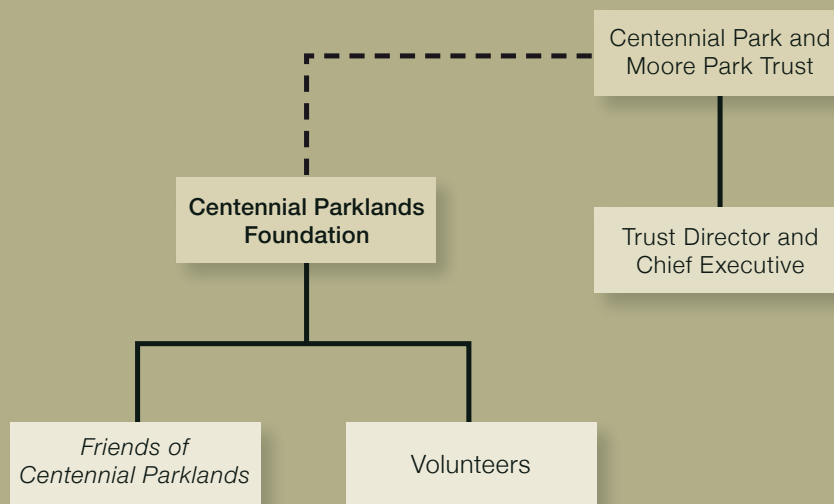 Centennial Park and
Moore Park Trust
Centennial Parklands
Foundation
Trust Director and
Chief Executive
Friends of
Centennial Parklands
Volunteers